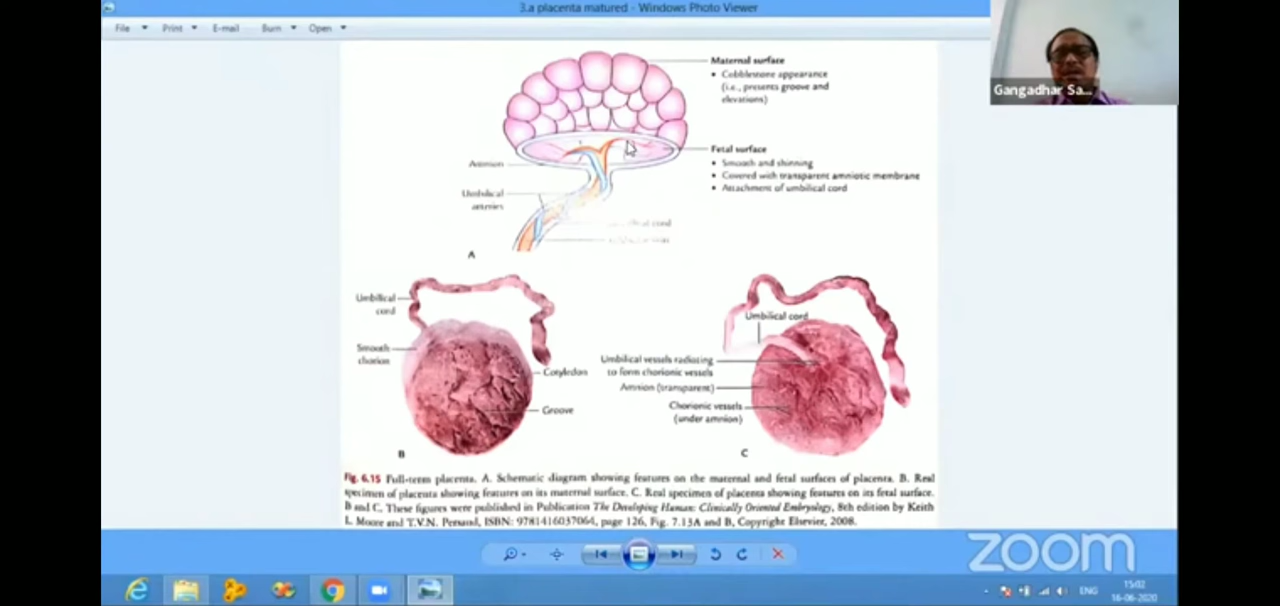 3.a placenta matured - Windows Photo Viewer
File Print E-mail Burn Open
Gangadhar Sa...
Maternal surface
• Cobblestone appearance
(i.e., presents groove and
elevations)
Fetal surface
• Smooth and shinning
• Covered with transparent amniotic membrane
• Attachment of umbilical cord
Amnion
Umbilical
arteries
A
Umbilical
cord
Smooth
chorion
Cotyledon
Groove
B
Umbilical cord
Umbilical vessels radiating
to form chorionic vessels
Amnion (transparent)
Chorionic vessels
(under amnion)
C
Fig. 6.15 Full-term placenta. A. Schematic diagram showing features on the maternal and fetal surfaces of placenta. B. Real
specimen of placenta showing features on its maternal surface. C. Real specimen of placenta showing features on its fetal surface.
B and C, These figures were published in Publication The Developing Human: Clinically Oriented Embryology, 8th edition by Keith
L. Moore and T.V.N. Persaud, ISBN: 9781416037064, page 126, Fig. 7.13A and B, Copyright Elsevier, 2008.
zoom
ENG
15:02
16-06-2020